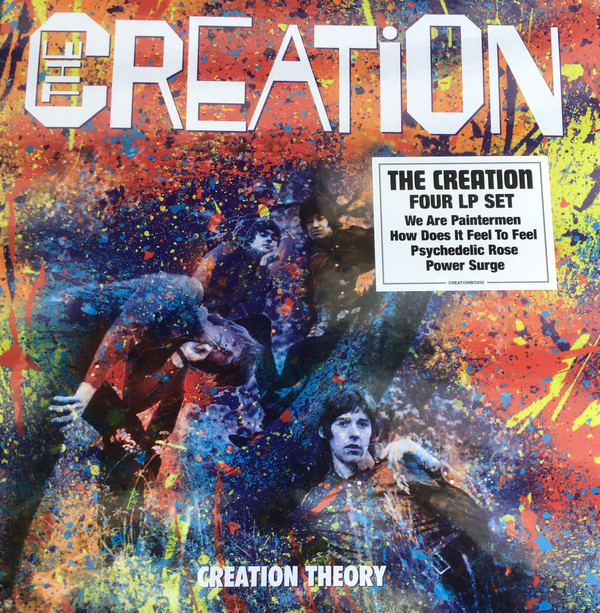 THE CREATION
THE CREATION
FOUR LP SET
We Are Paintermen
How Does It Feel To Feel
Psychedelic Rose
Power Surge
CREATIONBOX02
CREATION THEORY